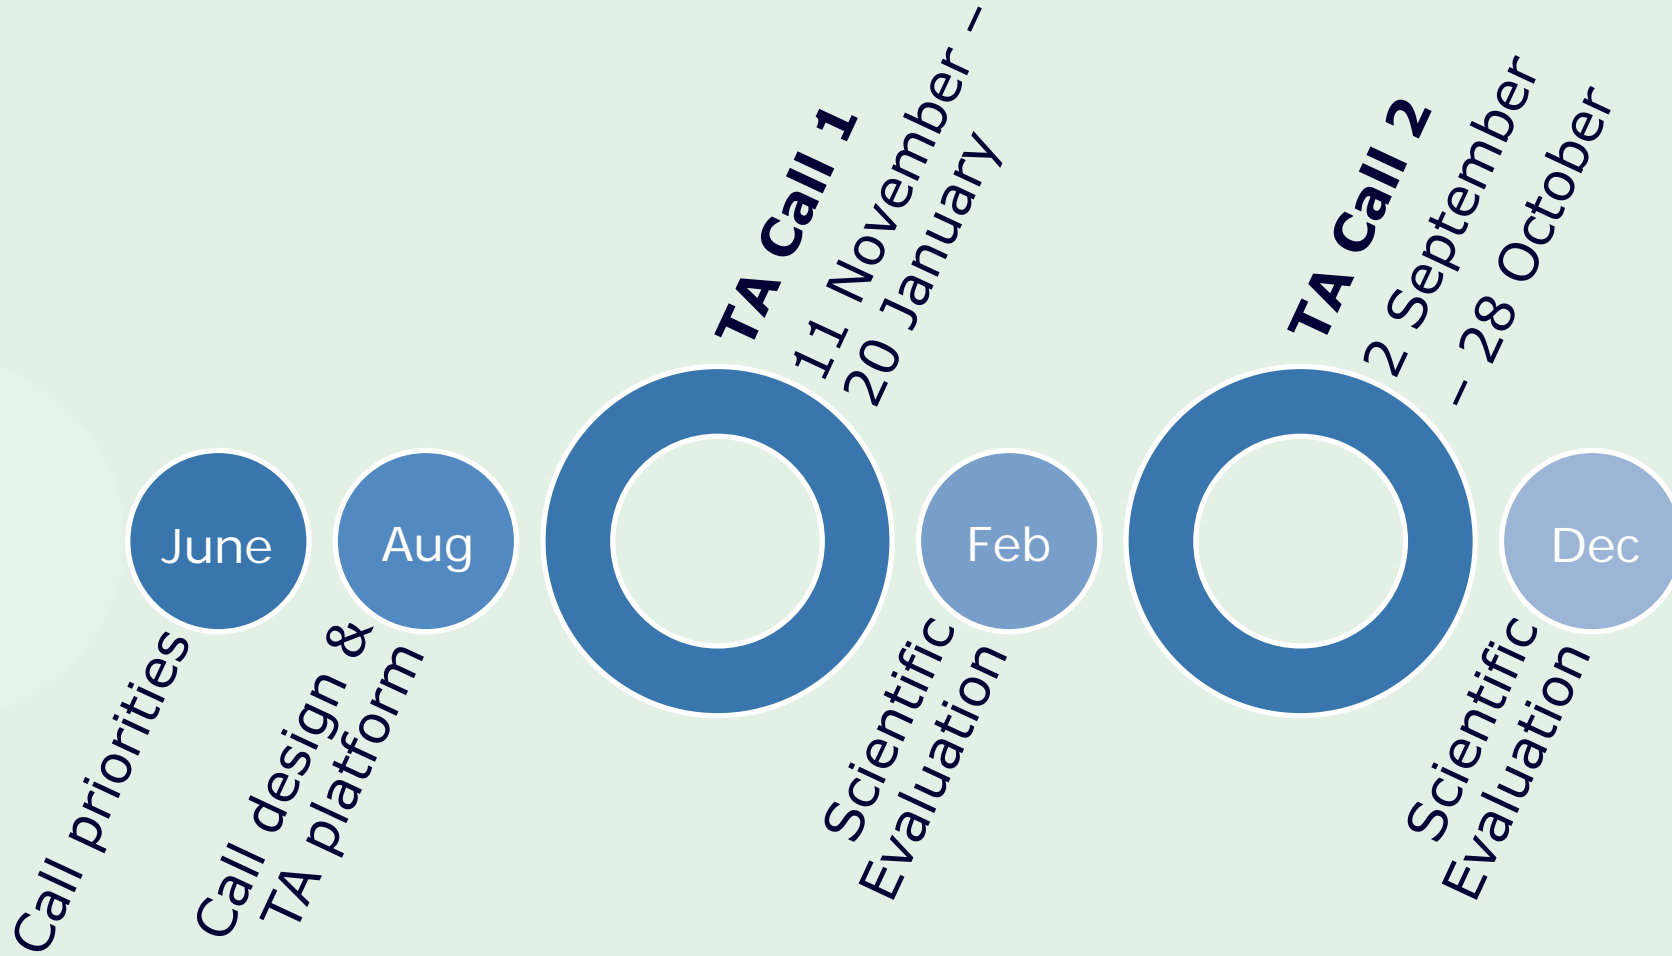 June
Call priorities
Aug
Call design &
TA platform
TA Call 1
11 November –
20 January
Feb
Scientific
Evaluation
TA Call 2
2 September
– 28 October
Dec
Scientific
Evaluation